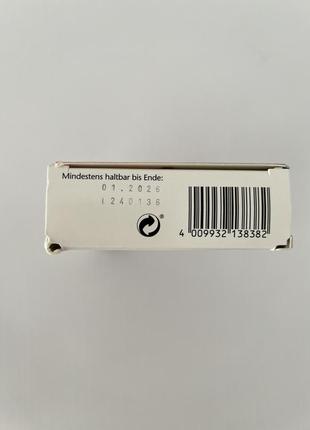 Mindestens haltbar bis Ende:
01.2026
L240136
®
4 009932 138382